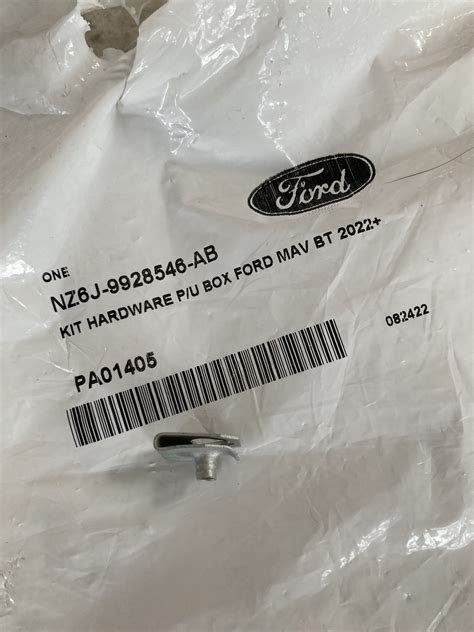 Ford
ONE
NZ6J-9928546-AB
KIT HARDWARE P/U BOX FORD MAV BT 2022+
PA01405
082422